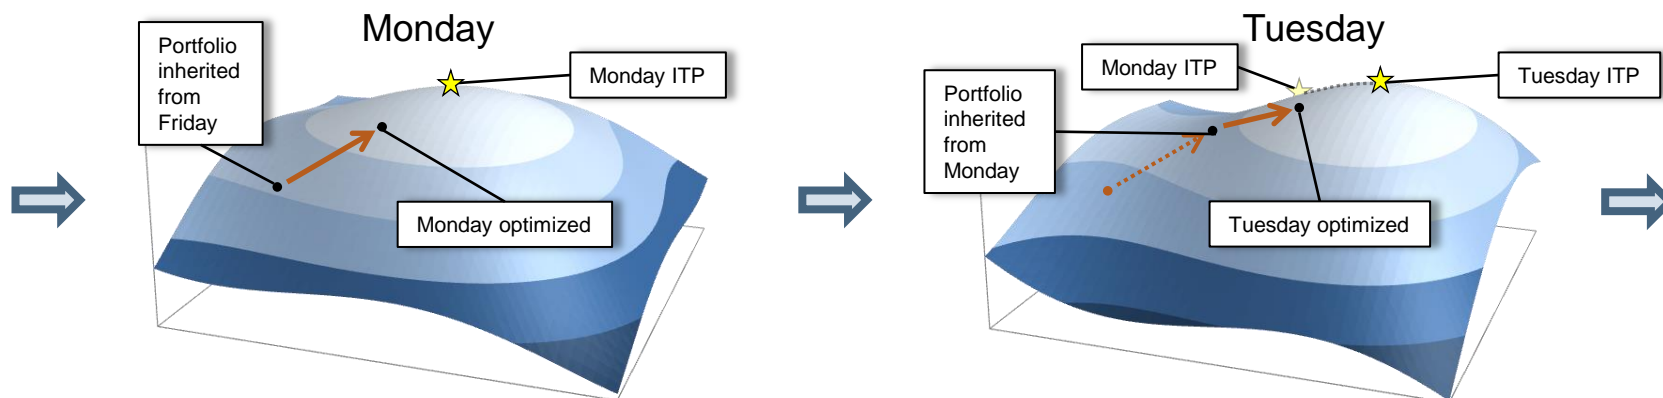 Monday
Portfolio
inherited
from
Friday
Monday ITP
Monday optimized
Tuesday
Monday ITP
Tuesday ITP
Portfolio
inherited
from
Monday
Tuesday optimized